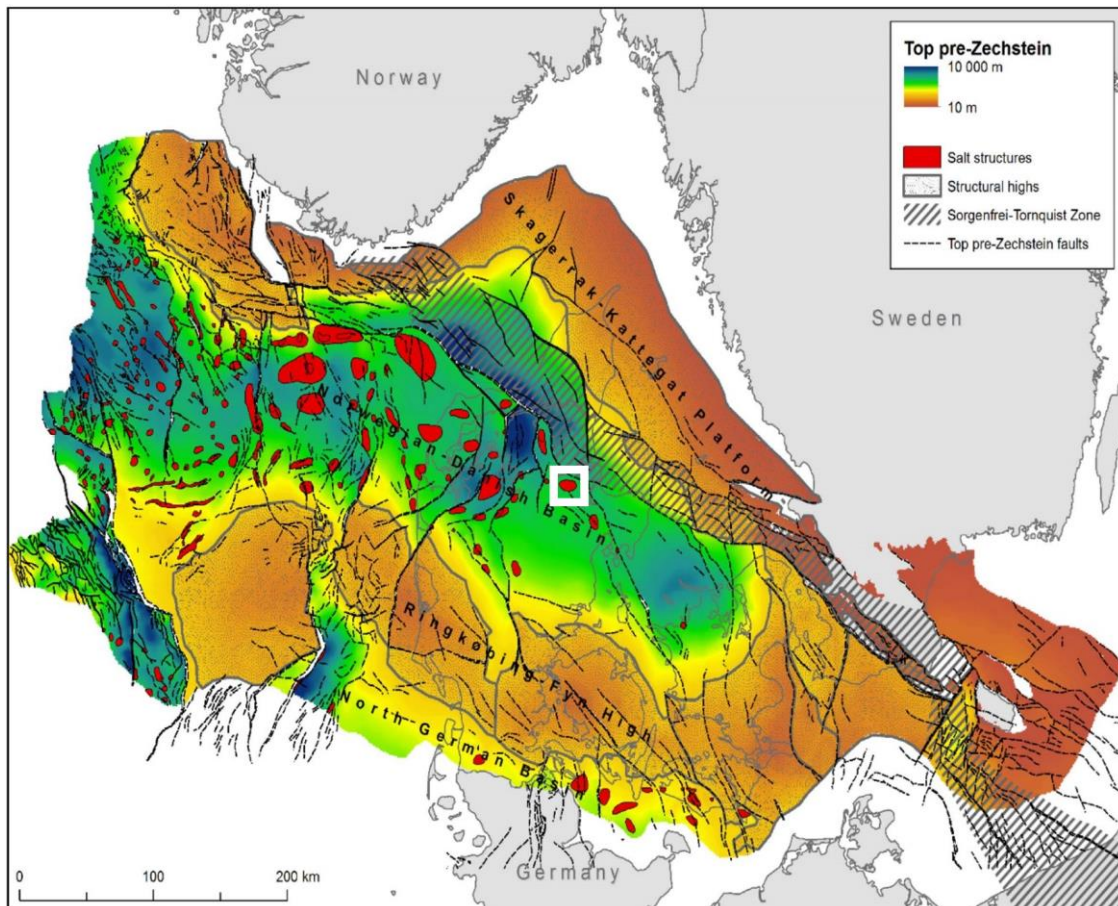 Norway
Sweden
Germany
Skagerrak-Kattegat Platform
Norwegian-Danish Basin
Ringkøbing-Fyn High
North German Basin
Top pre-Zechstein
10 000 m
10 m
Salt structures
Structural highs
Sorgenfrei-Tornquist Zone
Top pre-Zechstein faults
0 100 200 km